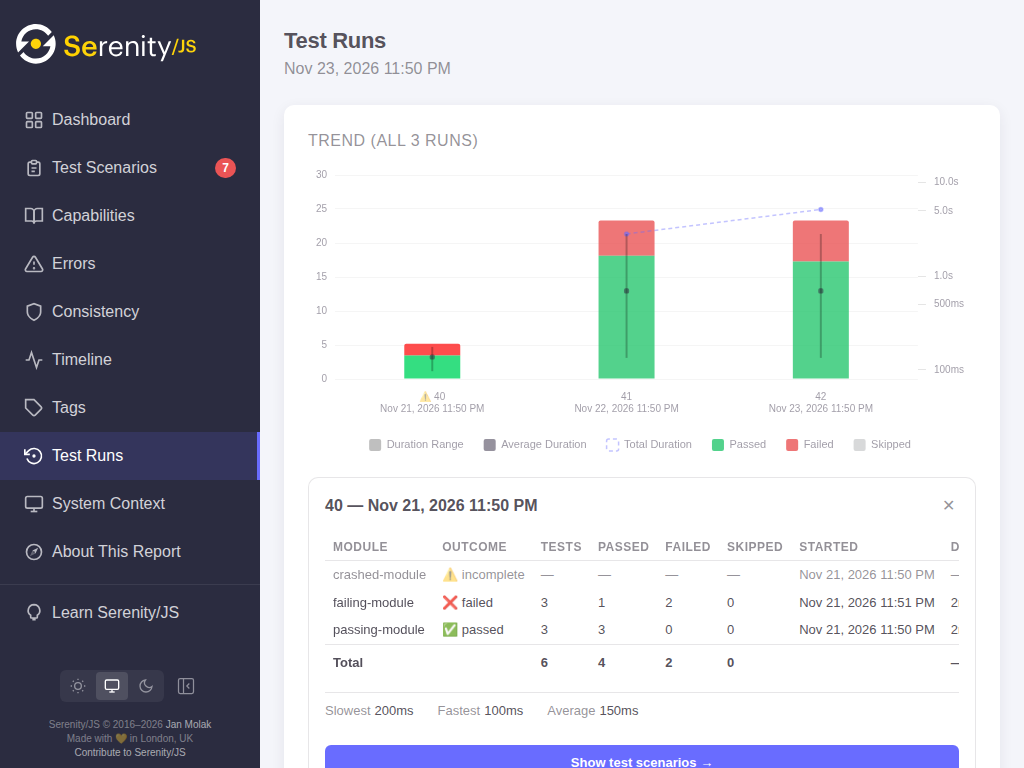 Serenity/JS
Dashboard
Test Scenarios 7
Capabilities
Errors
Consistency
Timeline
Tags
Test Runs
System Context
About This Report
Learn Serenity/JS
Serenity/JS © 2016–2026 Jan Molak
Made with 💛 in London, UK
Contribute to Serenity/JS
Test Runs
Nov 23, 2026 11:50 PM
TREND (ALL 3 RUNS)
30
25
20
15
10
5
0
10.0s
5.0s
1.0s
500ms
100ms
⚠️ 40
Nov 21, 2026 11:50 PM
41
Nov 22, 2026 11:50 PM
42
Nov 23, 2026 11:50 PM
Duration Range Average Duration Total Duration Passed Failed Skipped
40 — Nov 21, 2026 11:50 PM ✕
MODULE OUTCOME TESTS PASSED FAILED SKIPPED STARTED D
crashed-module ⚠️ incomplete — — — — Nov 21, 2026 11:50 PM —
failing-module ❌ failed 3 1 2 0 Nov 21, 2026 11:51 PM 2
passing-module ✅ passed 3 3 0 0 Nov 21, 2026 11:50 PM 2
Total 6 4 2 0 —
Slowest 200ms Fastest 100ms Average 150ms
Show test scenarios →